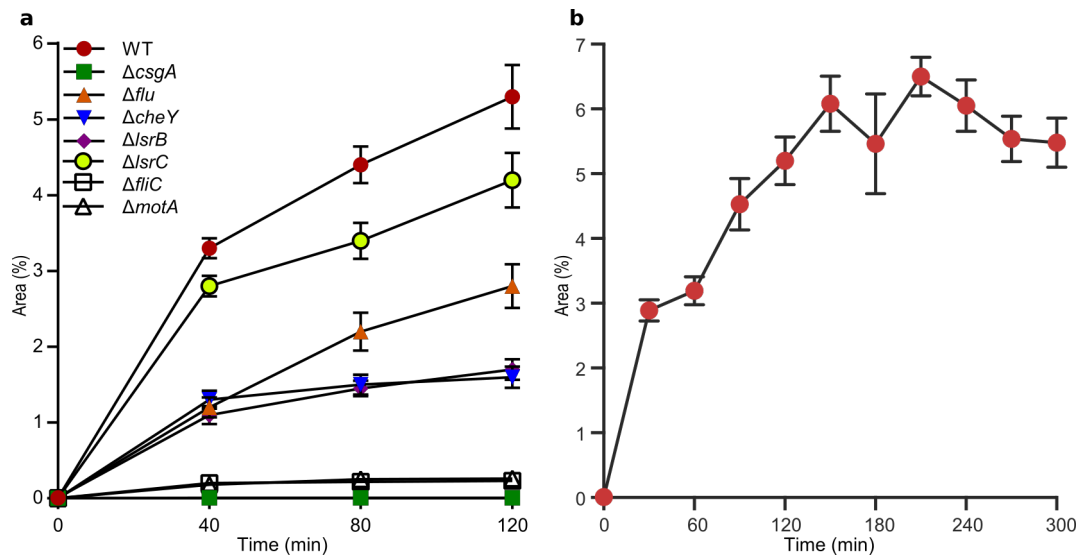 a
WT
ΔcsgA
Δflu
ΔcheY
ΔlsrB
ΔlsrC
ΔfliC
ΔmotA
6
5
4
3
2
1
0
Area (%)
0 40 80 120
Time (min)
b
7
6
5
4
3
2
1
0
Area (%)
0 60 120 180 240 300
Time (min)